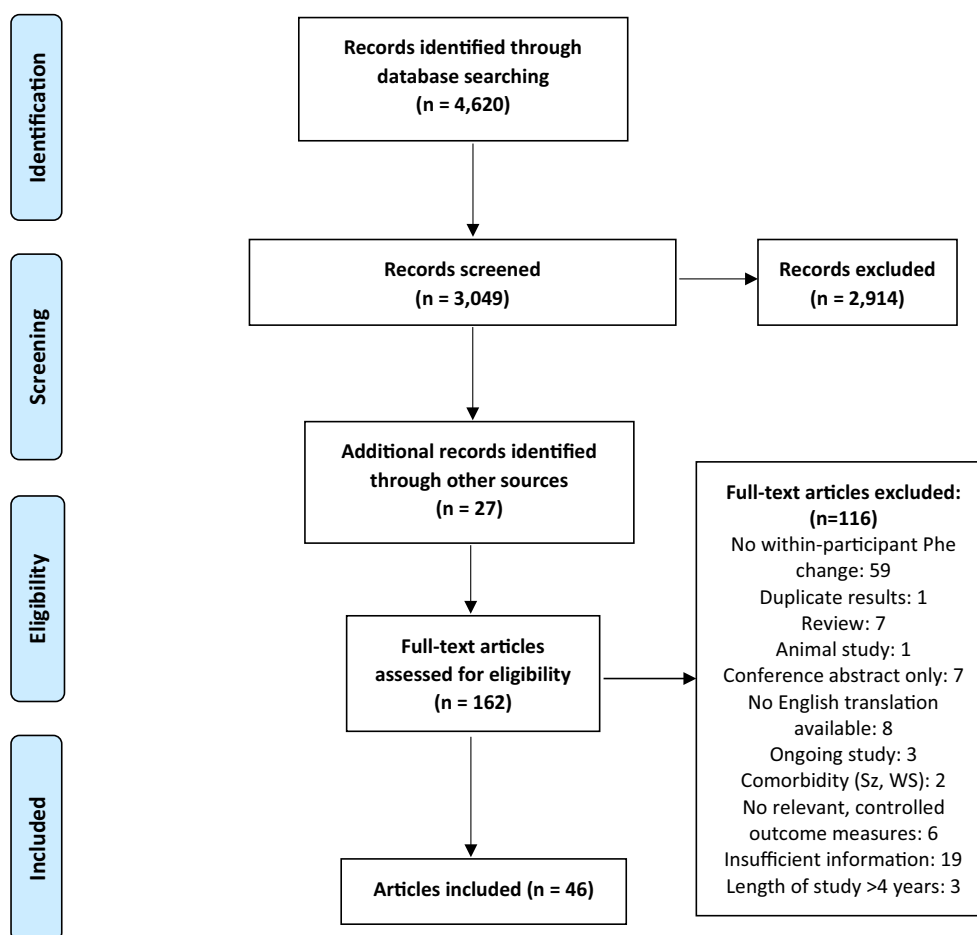 Identification
Records identified through
database searching
(n = 4,620)
Screening
Records screened
(n = 3,049)
Records excluded
(n = 2,914)
Additional records identified
through other sources
(n = 27)
Eligibility
Full-text articles
assessed for eligibility
(n = 162)
Full-text articles excluded:
(n=116)
No within-participant Phe
change: 59
Duplicate results: 1
Review: 7
Animal study: 1
Conference abstract only: 7
No English translation
available: 8
Ongoing study: 3
Comorbidity (Sz, WS): 2
No relevant, controlled
outcome measures: 6
Insufficient information: 19
Length of study >4 years: 3
Included
Articles included (n = 46)